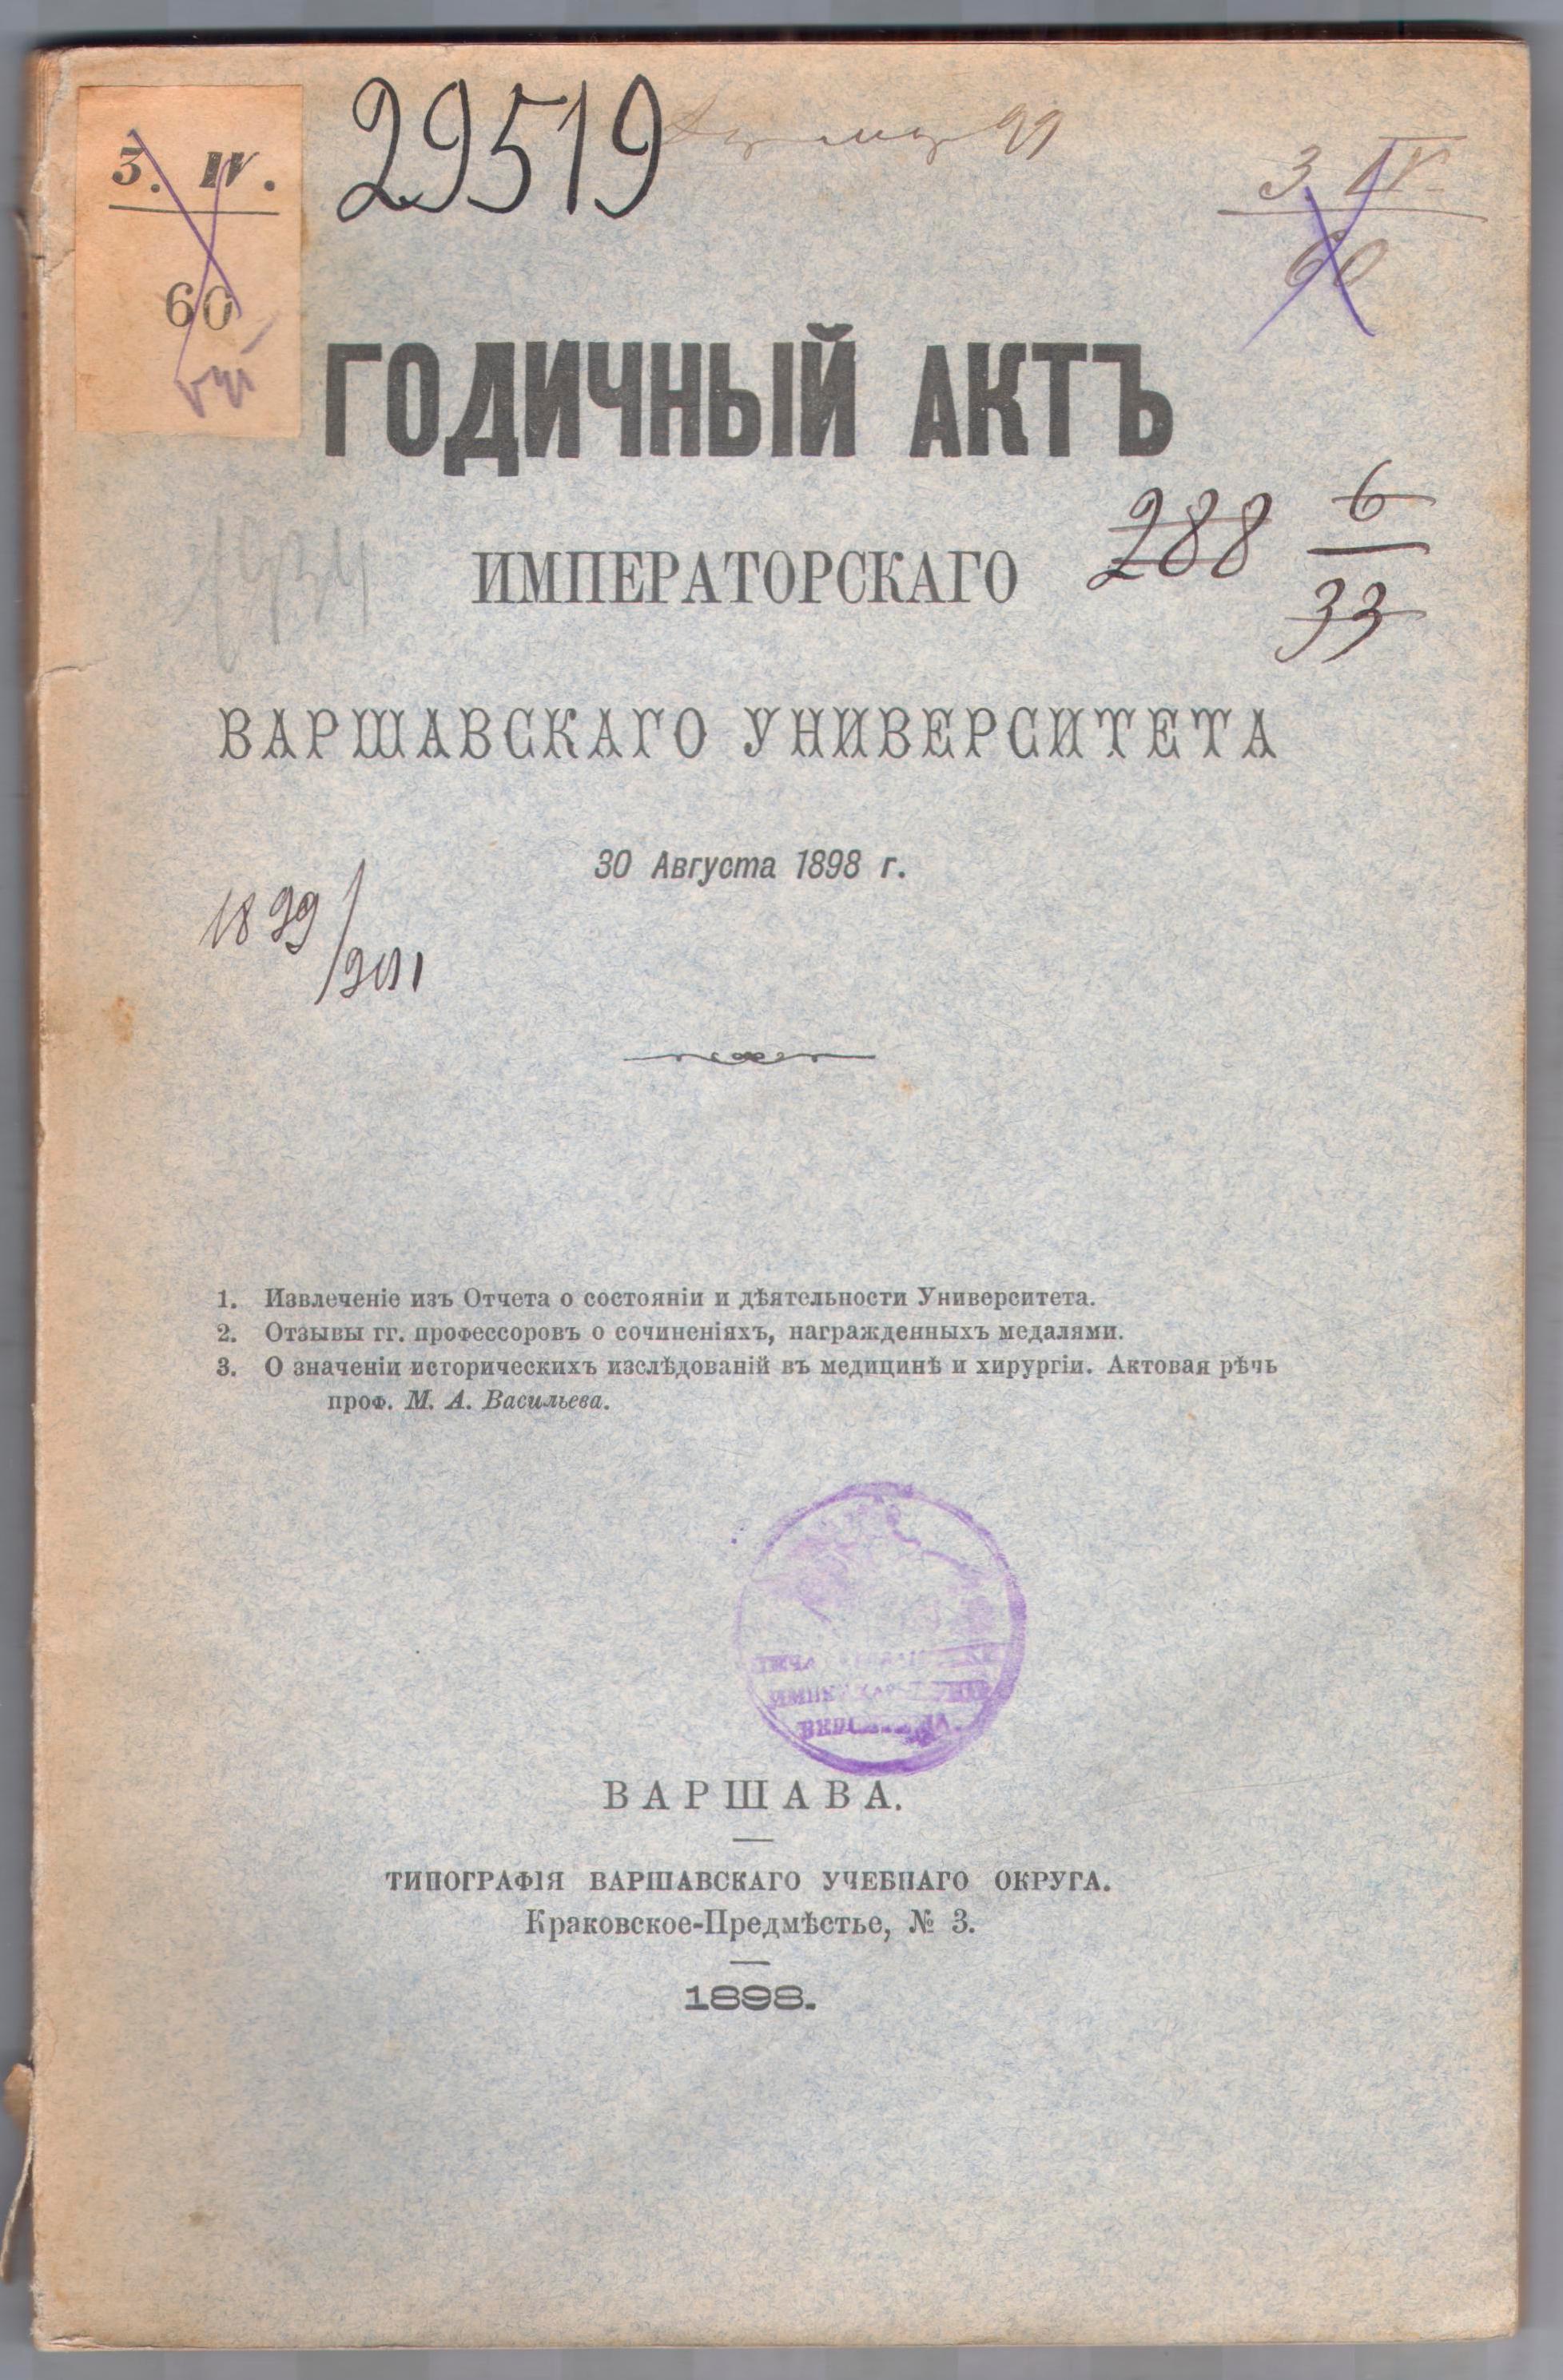 29519
3. IV.
60
3 IV
60
ГОДИЧНЫЙ АКТЪ
288 6
33
ИМПЕРАТОРСКАГО
ВАРШАВСКАГО УНИВЕРСИТЕТА
30 Августа 1898 г.
1899/
1. Извлеченіе изъ Отчета о состояніи и дѣятельности Университета.
2. Отзывы гг. профессоровъ о сочиненіяхъ, награжденныхъ медалями.
3. О значеніи историческихъ изслѣдованій въ медицинѣ и хирургіи. Актовая рѣчь
проф. М. А. Васильева.
ВАРШАВА.
ТИПОГРАФІЯ ВАРШАВСКАГО УЧЕБНАГО ОКРУГА.
Краковское-Предмѣстье, № 3.
1898.